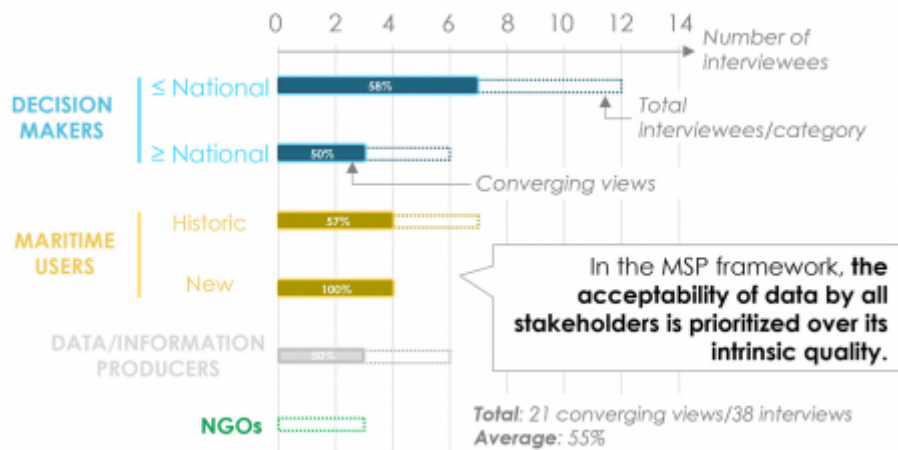 0 2 4 6 8 10 12 14
Number of
interviewees
DECISION
MAKERS
≤ National
58%
Total
interviewees/category
≥ National
50%
Converging views
MARITIME
USERS
Historic
57%
New
100%
In the MSP framework, the
acceptability of data by all
stakeholders is prioritized over its
intrinsic quality.
DATA/INFORMATION
PRODUCERS
50%
NGOs
Total: 21 converging views/38 interviews
Average: 55%